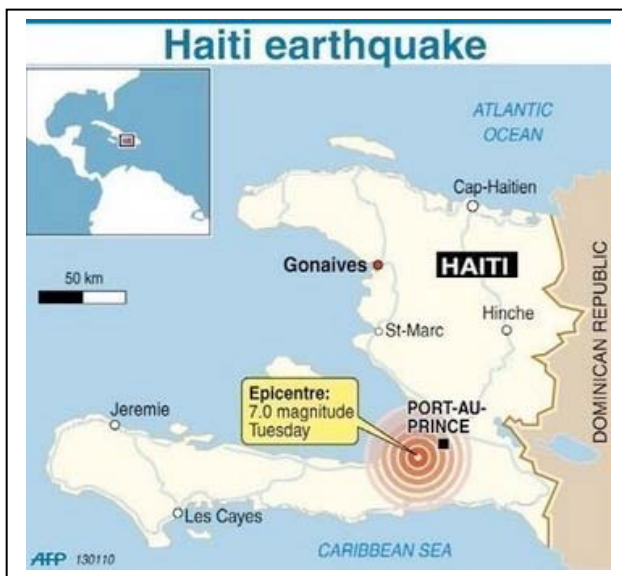 Haiti earthquake
ATLANTIC
OCEAN
Cap-Haitien
Gonaives
HAITI
50 km
St-Marc
Hinche
DOMINICAN REPUBLIC
Epicentre:
7.0 magnitude
Tuesday
PORT-AU-
PRINCE
Jeremie
Les Cayes
CARIBBEAN SEA
AFP 130110